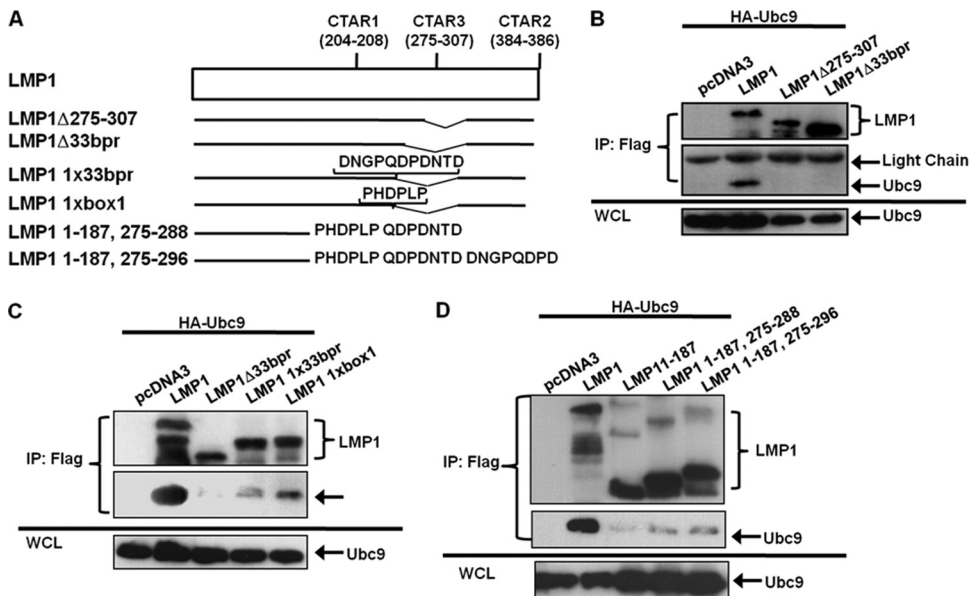 A
CTAR1 CTAR3 CTAR2
(204-208) (275-307) (384-386)
LMP1
LMP1Δ275-307
LMP1Δ33bpr
DNGPQDPDNTD
LMP1 1x33bpr
PHDPLP
LMP1 1xbox1
LMP1 1-187, 275-288 PHDPLP QDPDNTD
LMP1 1-187, 275-296 PHDPLP QDPDNTD DNGPQDPD
B
HA-Ubc9
pcDNA3
LMP1
LMP1Δ275-307
LMP1Δ33bpr
IP: Flag
LMP1
Light Chain
Ubc9
WCL
Ubc9
C
HA-Ubc9
pcDNA3
LMP1
LMP1Δ33bpr
LMP1 1x33bpr
LMP1 1xbox1
IP: Flag
LMP1
WCL
Ubc9
D
HA-Ubc9
pcDNA3
LMP1
LMP11-187
LMP1 1-187, 275-288
LMP1 1-187, 275-296
IP: Flag
LMP1
Ubc9
WCL
Ubc9